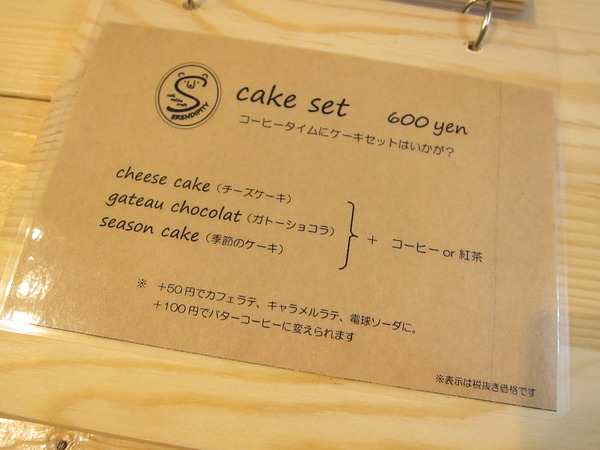 SERENDIPITY
cake set 600 yen
コーヒータイムにケーキセットはいかが？
cheese cake（チーズケーキ）
gateau chocolat（ガトーショコラ）
season cake（季節のケーキ）
＋ コーヒー or 紅茶
※ ＋50円でカフェラテ、キャラメルラテ、電球ソーダに。
＋100円でバターコーヒーに変えられます
※表示は税抜き価格です